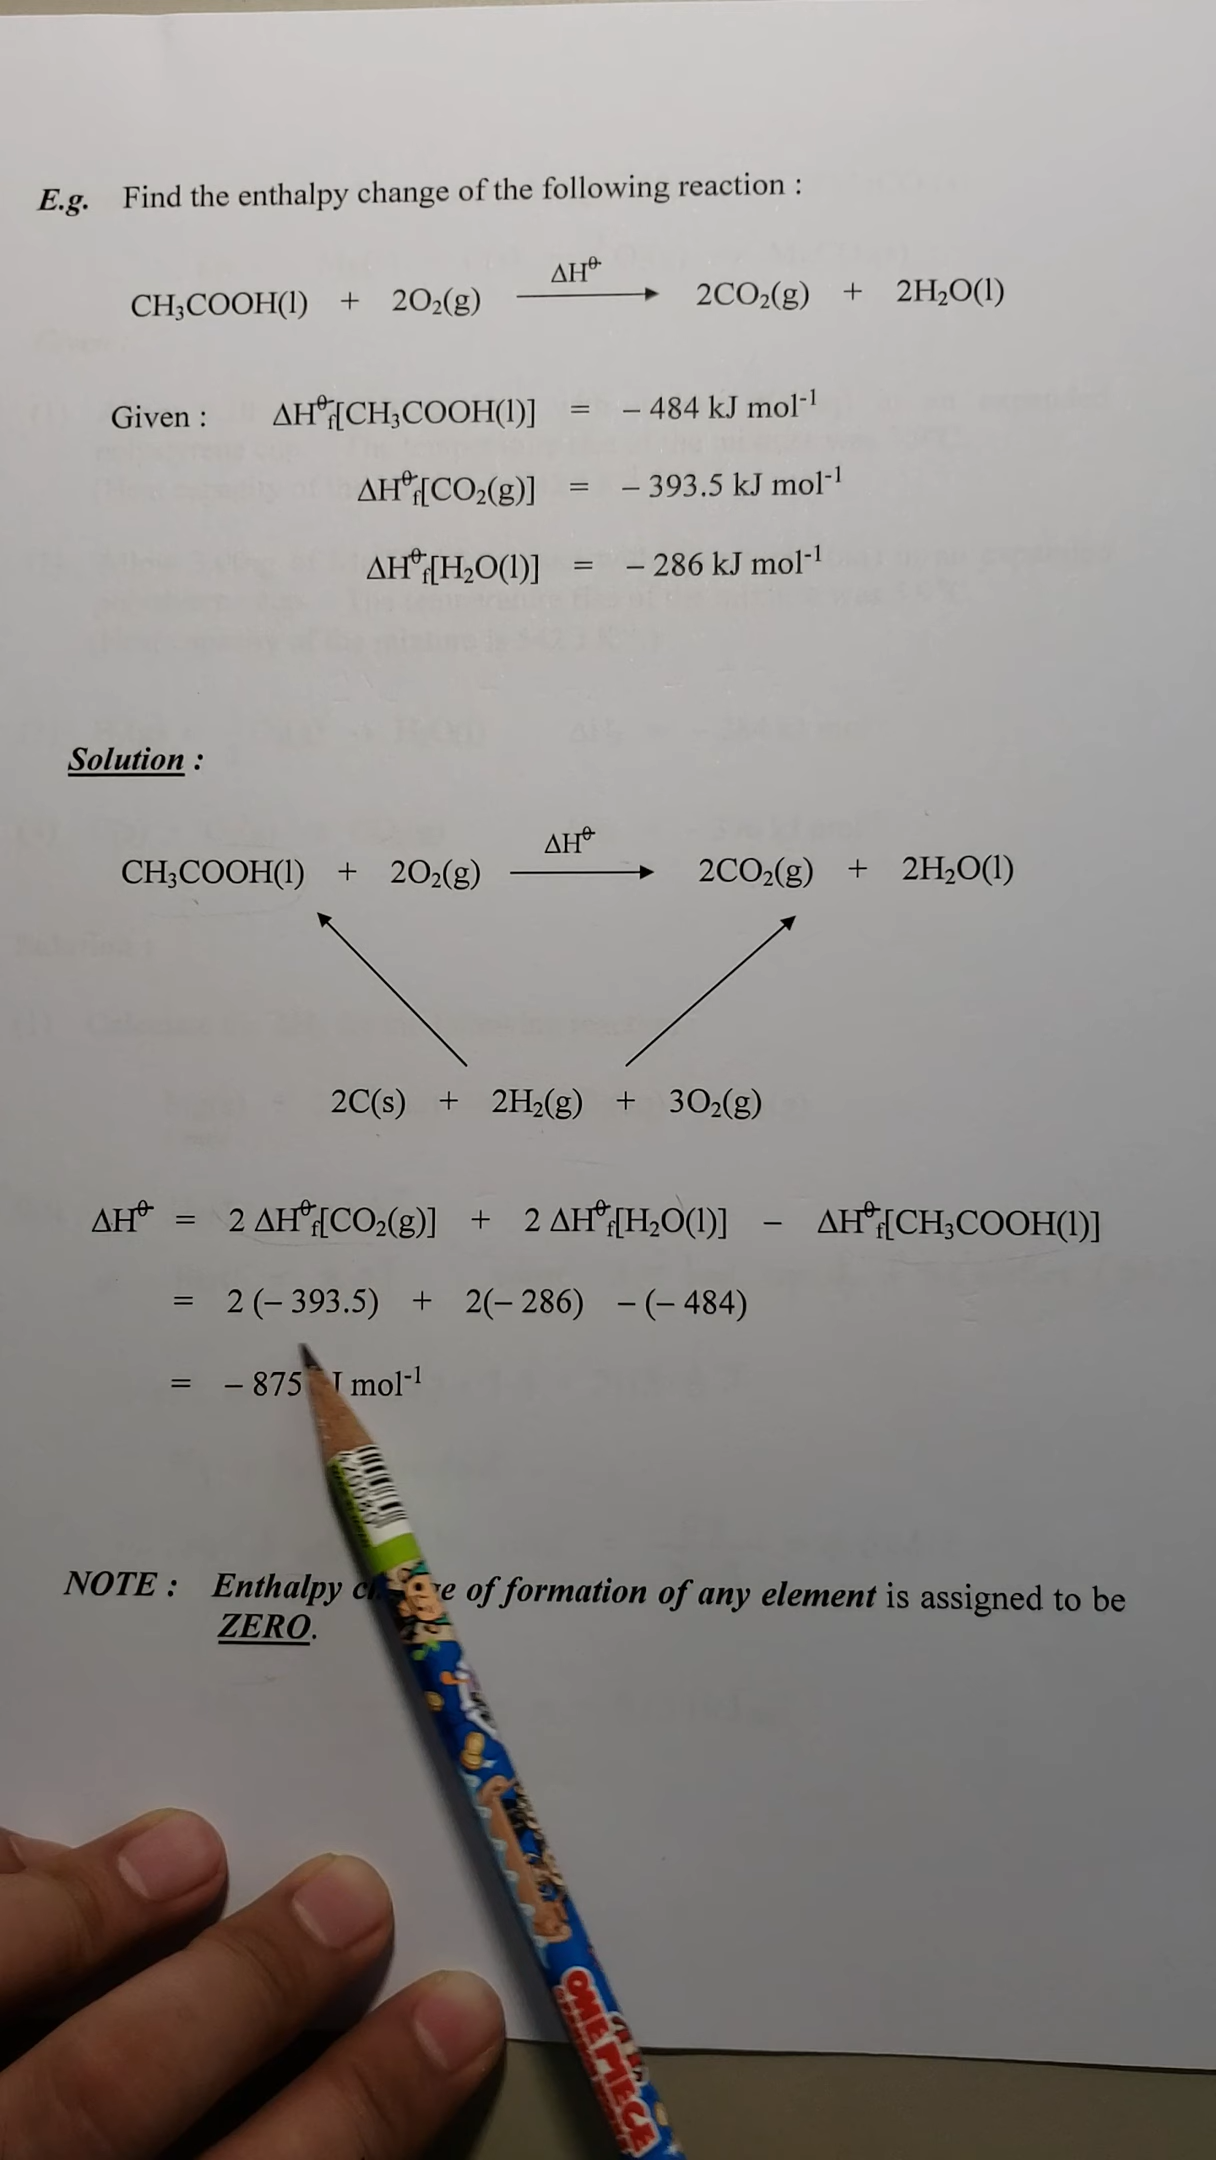 E.g. Find the enthalpy change of the following reaction :
ΔH⦵
CH₃COOH(l) + 2O₂(g) ⟶ 2CO₂(g) + 2H₂O(l)
Given : ΔH⦵f[CH₃COOH(l)] = – 484 kJ mol⁻¹
ΔH⦵f[CO₂(g)] = – 393.5 kJ mol⁻¹
ΔH⦵f[H₂O(l)] = – 286 kJ mol⁻¹
Solution :
ΔH⦵
CH₃COOH(l) + 2O₂(g) ⟶ 2CO₂(g) + 2H₂O(l)
2C(s) + 2H₂(g) + 3O₂(g)
ΔH⦵ = 2 ΔH⦵f[CO₂(g)] + 2 ΔH⦵f[H₂O(l)] – ΔH⦵f[CH₃COOH(l)]
= 2 (– 393.5) + 2(– 286) – (– 484)
= – 875 J mol⁻¹
NOTE : Enthalpy c e of formation of any element is assigned to be
ZERO.
ONE PIECE